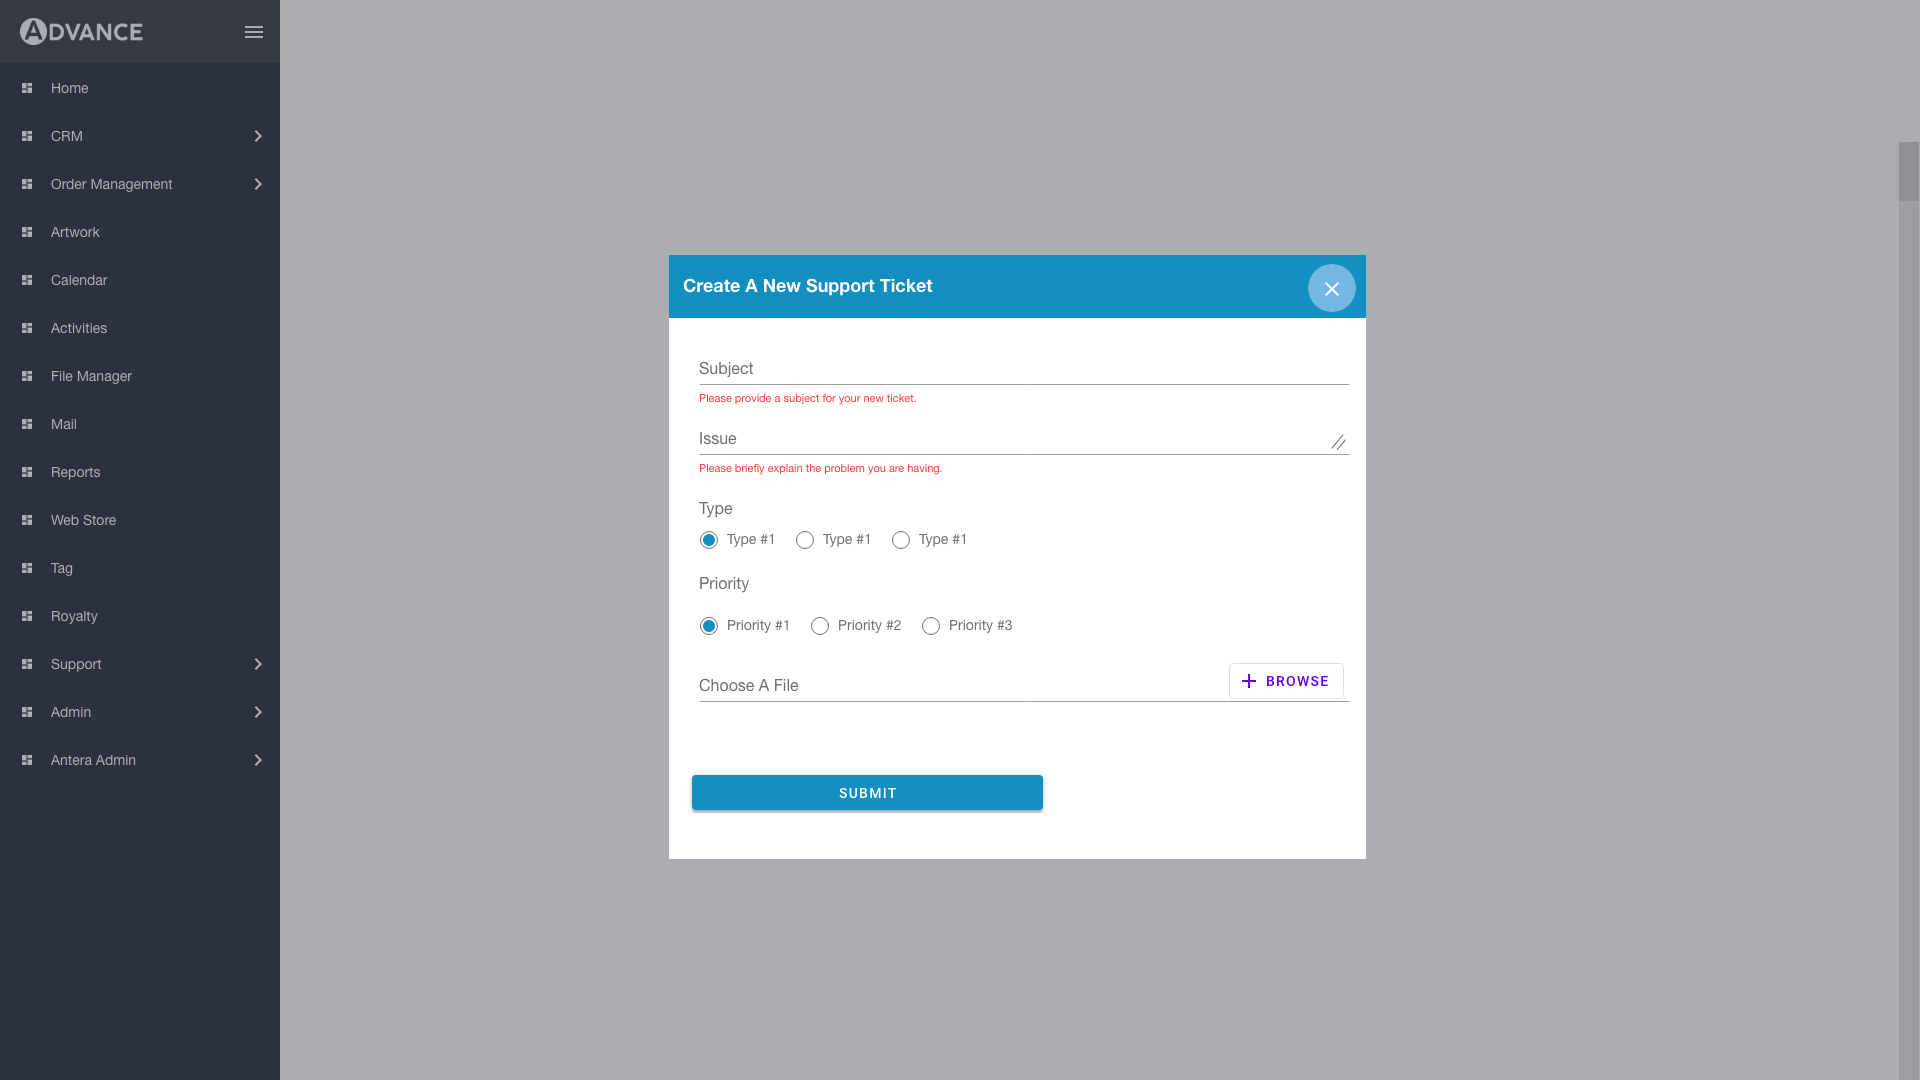 ADVANCE
Home
CRM
Order Management
Artwork
Calendar
Activities
File Manager
Mail
Reports
Web Store
Tag
Royalty
Support
Admin
Antera Admin
Create A New Support Ticket
Subject
Please provide a subject for your new ticket.
Issue
Please briefly explain the problem you are having.
Type
Type #1 Type #1 Type #1
Priority
Priority #1 Priority #2 Priority #3
Choose A File
BROWSE
SUBMIT